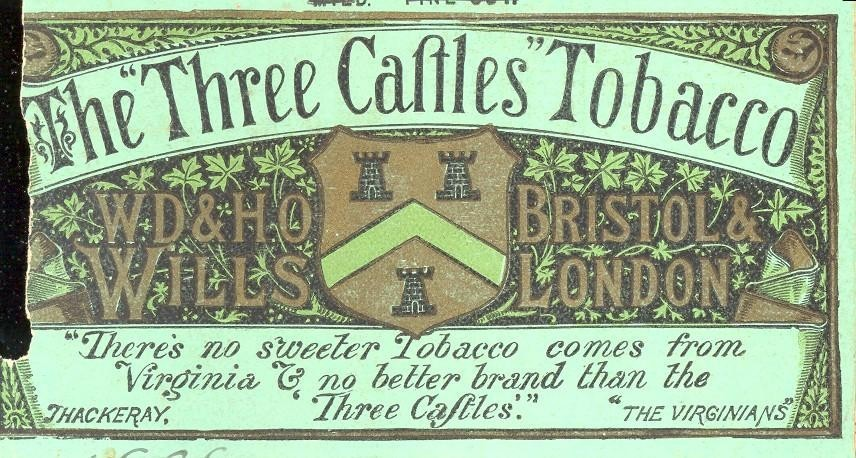 The "Three Caſtles" Tobacco
WD & H.O
WILLS
BRISTOL &
LONDON
"There's no sweeter Tobacco comes from
Virginia & no better brand than the
'Three Caſtles'."
THACKERAY.
"THE VIRGINIANS"